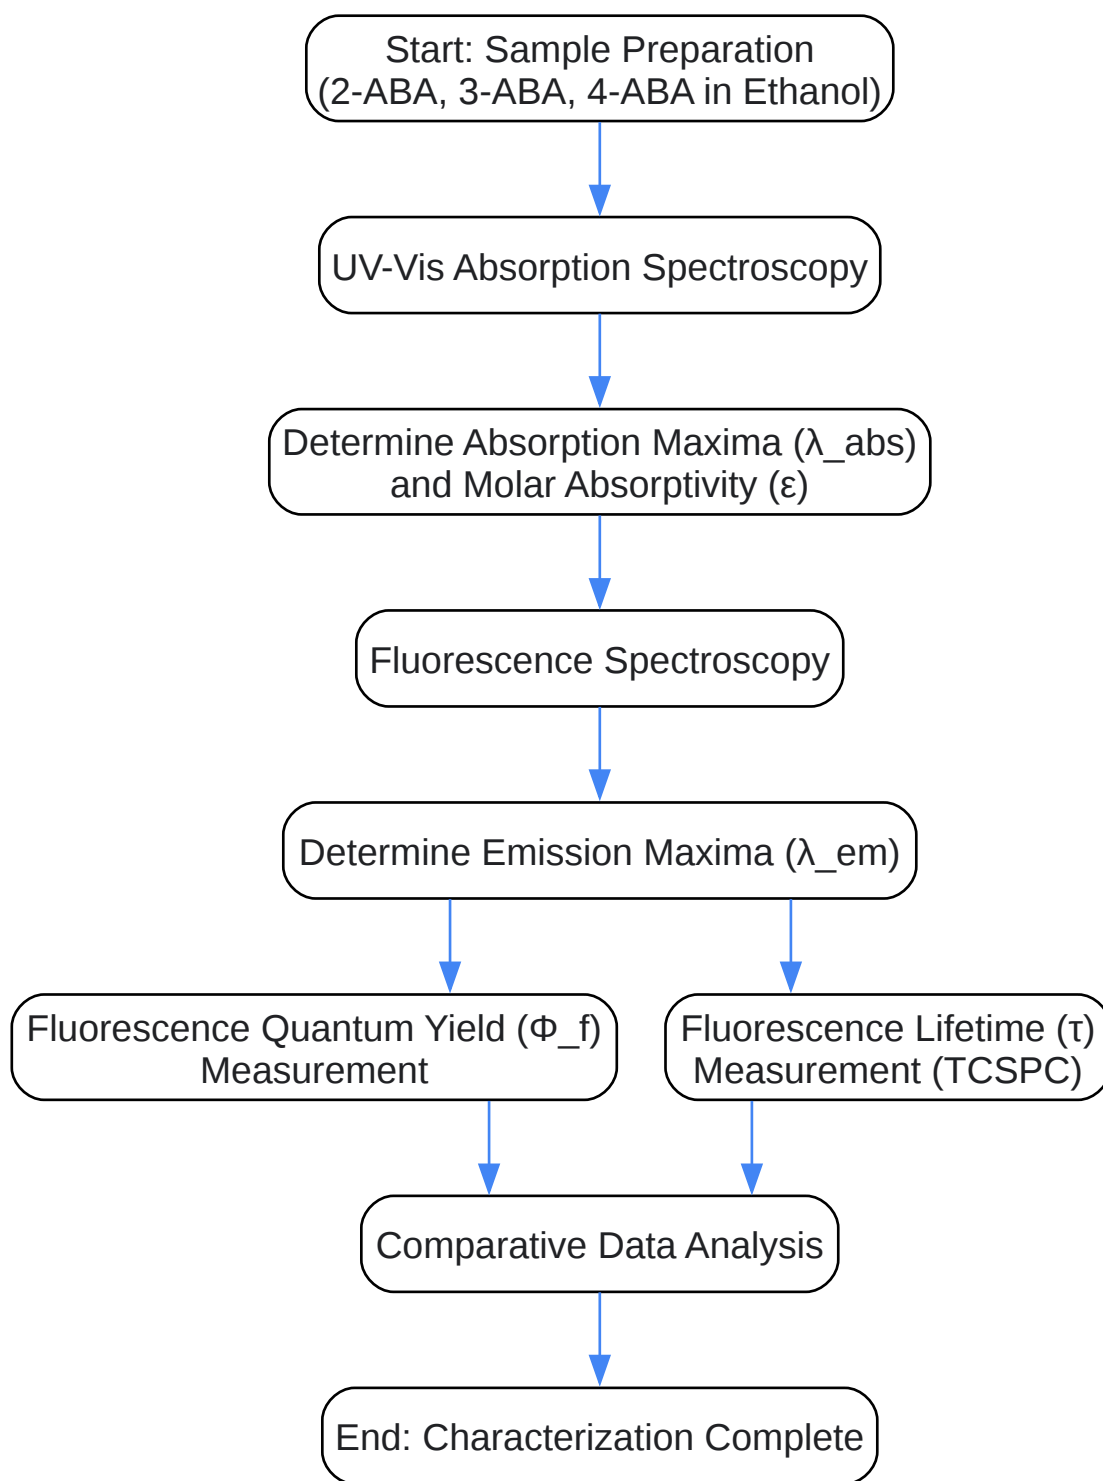 Start: Sample Preparation
(2-ABA, 3-ABA, 4-ABA in Ethanol)
UV-Vis Absorption Spectroscopy
Determine Absorption Maxima (λ_abs)
and Molar Absorptivity (ε)
Fluorescence Spectroscopy
Determine Emission Maxima (λ_em)
Fluorescence Quantum Yield (Φ_f)
Measurement
Fluorescence Lifetime (τ)
Measurement (TCSPC)
Comparative Data Analysis
End: Characterization Complete